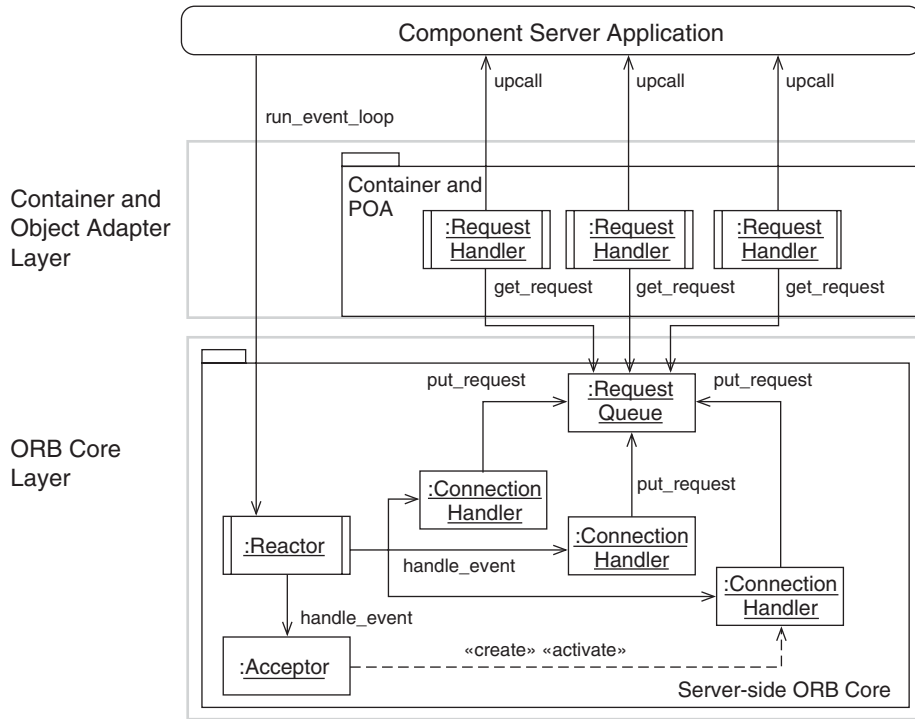 Component Server Application
upcall
upcall
upcall
run_event_loop
Container and
Object Adapter
Layer
Container and
POA
:Request
Handler
:Request
Handler
:Request
Handler
get_request
get_request
get_request
ORB Core
Layer
put_request
:Request
Queue
put_request
:Connection
Handler
put_request
:Reactor
handle_event
:Connection
Handler
:Connection
Handler
handle_event
:Acceptor
«create» «activate»
Server-side ORB Core